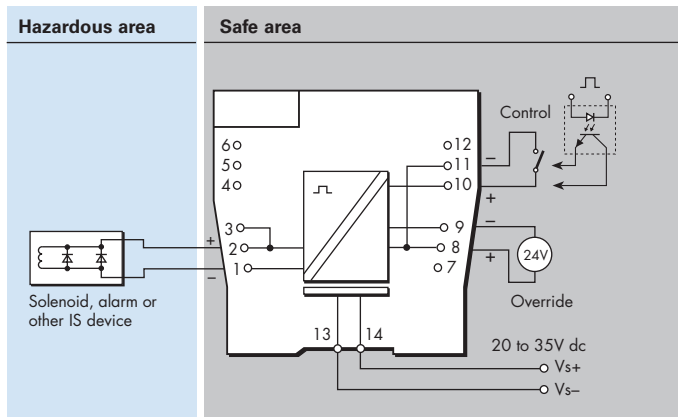 Hazardous area
Safe area
Control
6
5
4
3
2
1
12
11
10
9
8
7
–
+
–
+
+
–
24V
Override
Solenoid, alarm or
other IS device
13
14
20 to 35V dc
Vs+
Vs–